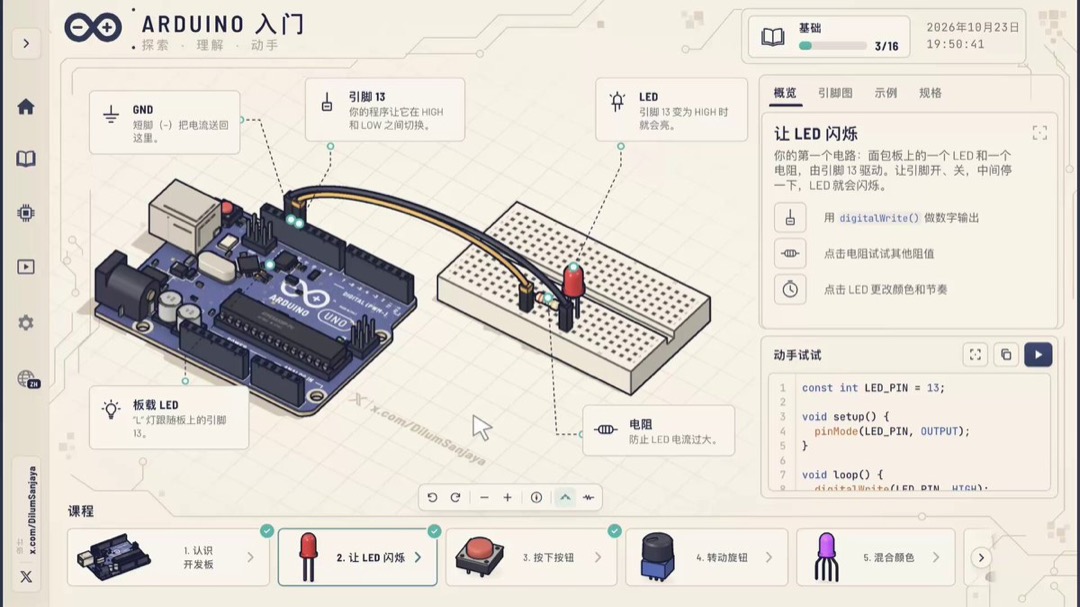 ARDUINO 入门
探索 · 理解 · 动手
基础
3/16
2026年10月23日
19:50:41
GND
短脚（-）把电流送回
这里。
引脚 13
你的程序让它在 HIGH
和 LOW 之间切换。
LED
引脚 13 变为 HIGH 时
就会亮。
概览
引脚图
示例
规格
让 LED 闪烁
你的第一个电路：面包板上的一个 LED 和一个
电阻，由引脚 13 驱动。让引脚开、关，中间停
一下，LED 就会闪烁。
用 digitalWrite() 做数字输出
点击电阻试试其他阻值
点击 LED 更改颜色和节奏
ARDUINO
UNO
板载 LED
"L" 灯跟随板上的引脚
13。
电阻
防止 LED 电流过大。
x.com/DilumSanjaya
动手试试
1 const int LED_PIN = 13;
2
3 void setup() {
4 pinMode(LED_PIN, OUTPUT);
5 }
6
7 void loop() {
8 digitalWrite(LED_PIN, HIGH);
ZH
x.com/DilumSanjaya
课程
1. 认识
开发板
2. 让 LED 闪烁
3. 按下按钮
4. 转动旋钮
5. 混合颜色